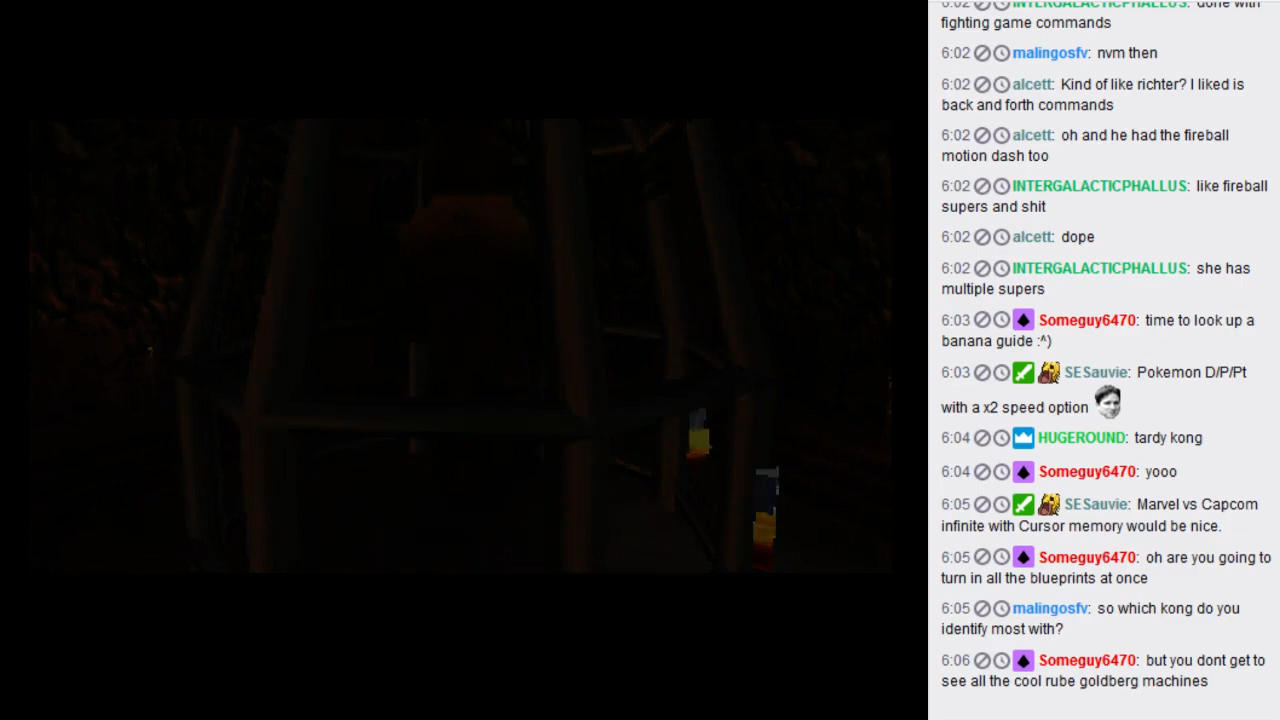 fighting game commands
6:02 malingosfv: nvm then
6:02 alcett: Kind of like richter? I liked is
back and forth commands
6:02 alcett: oh and he had the fireball
motion dash too
6:02 INTERGALACTICPHALLUS: like fireball
supers and shit
6:02 alcett: dope
6:02 INTERGALACTICPHALLUS: she has
multiple supers
6:03 Someguy6470: time to look up a
banana guide :^)
6:03 SESauvie: Pokemon D/P/Pt
with a x2 speed option
6:04 HUGEROUND: tardy kong
6:04 Someguy6470: yooo
6:05 SESauvie: Marvel vs Capcom
infinite with Cursor memory would be nice.
6:05 Someguy6470: oh are you going to
turn in all the blueprints at once
6:05 malingosfv: so which kong do you
identify most with?
6:06 Someguy6470: but you dont get to
see all the cool rube goldberg machines